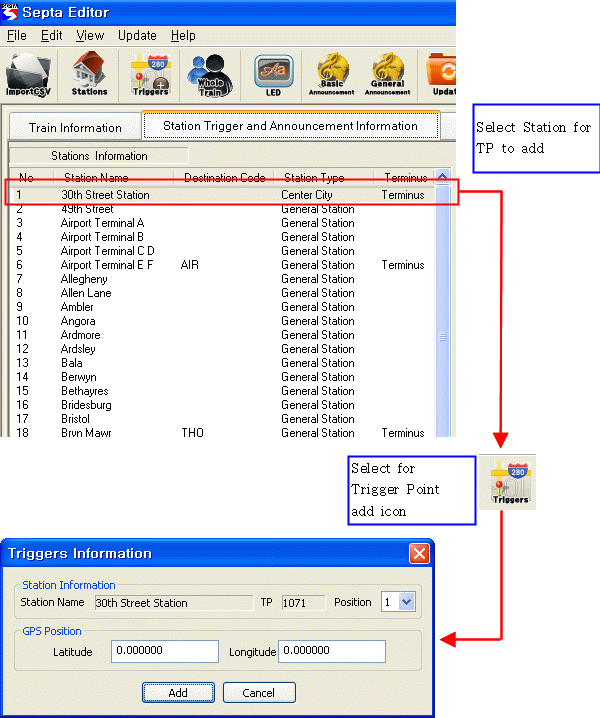 SEPTA
Septa Editor
File Edit View Update Help
280
Whole Train
Aa
ImportCSV Stations Triggers LED Basic Announcement General Announcement Updat
Train Information Station Trigger and Announcement Information
Select Station for
TP to add
Stations Information
No Station Name Destination Code Station Type Terminus
1 30th Street Station Center City Terminus
2 49th Street General Station
3 Airport Terminal A General Station
4 Airport Terminal B General Station
5 Airport Terminal C D General Station
6 Airport Terminal E F AIR General Station Terminus
7 Allegheny General Station
8 Allen Lane General Station
9 Ambler General Station
10 Angora General Station
11 Ardmore General Station
12 Ardsley General Station
13 Bala General Station
14 Berwyn General Station
15 Bethayres General Station
16 Bridesburg General Station
17 Bristol General Station
18 Bryn Mawr THO General Station Terminus
Select for
Trigger Point
add icon
280
Triggers
Triggers Information
Station Information
Station Name 30th Street Station TP 1071 Position 1
GPS Position
Latitude 0.000000 Longitude 0.000000
Add Cancel